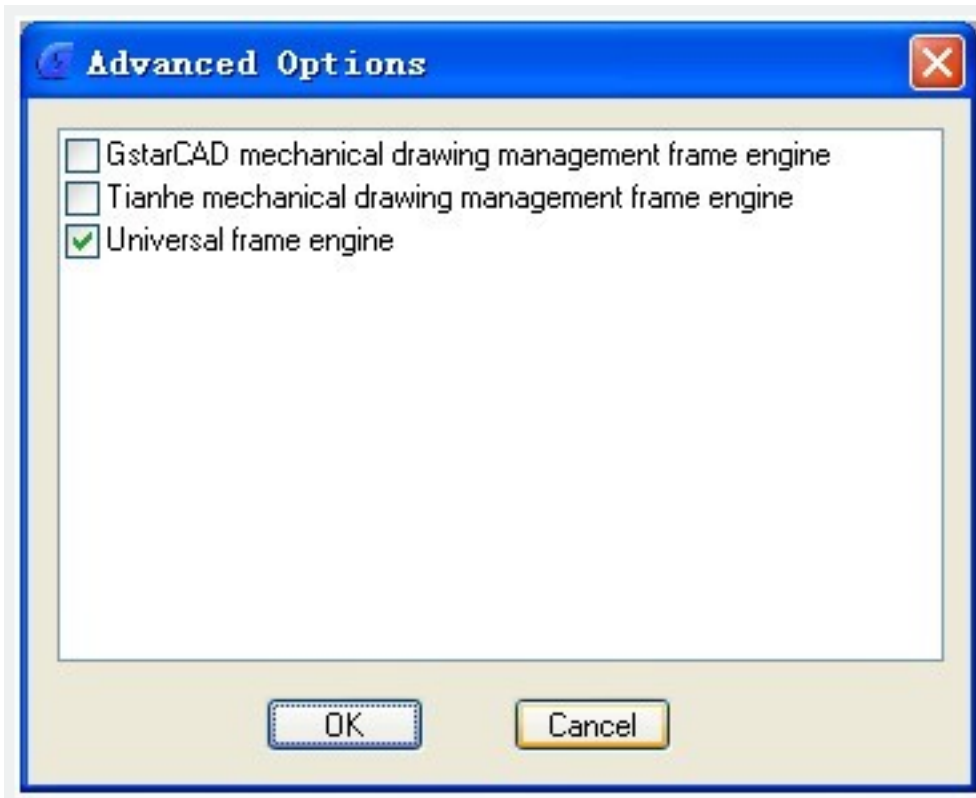 Advanced Options
GstarCAD mechanical drawing management frame engine
Tianhe mechanical drawing management frame engine
Universal frame engine
OK
Cancel